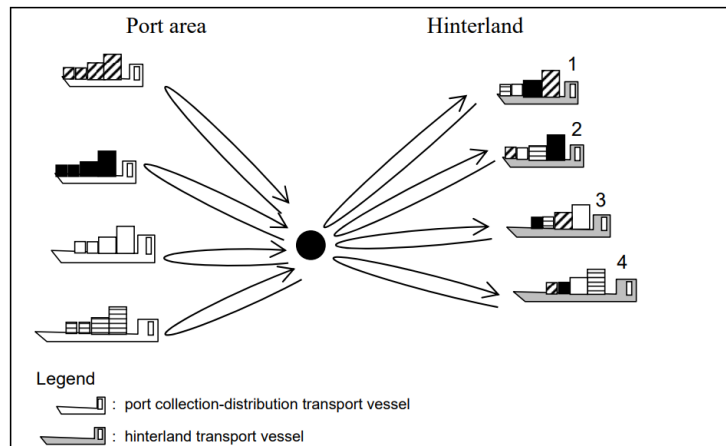 Port area
Hinterland
1
2
3
4
Legend
: port collection-distribution transport vessel
: hinterland transport vessel